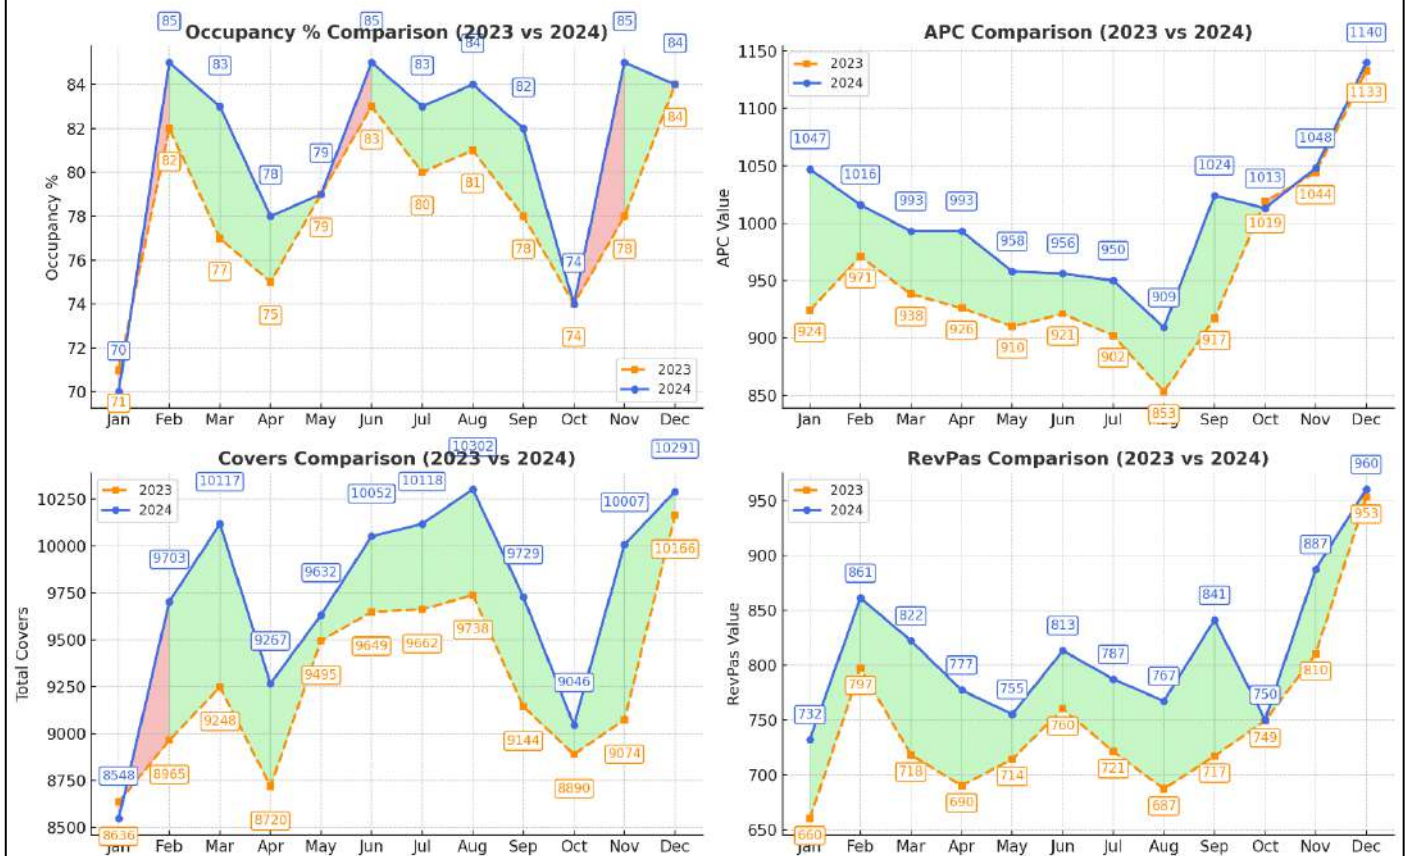 Occupancy % Comparison (2023 vs 2024)
85 83 78 79 85 83 84 82 74 85 84
70
82 77 75 79 83 80 81 78 74 78 84
71
84
82
80
78
76
74
72
70
Occupancy %
2023
2024
Jan Feb Mar Apr May Jun Jul Aug Sep Oct Nov Dec
APC Comparison (2023 vs 2024)
2023
2024
1047 1016 993 993 958 956 950 909 1024 1013 1048 1140
924 971 938 926 910 921 902 853 917 1019 1044 1133
1150
1100
1050
1000
950
900
850
APC Value
Jan Feb Mar Apr May Jun Jul Aug Sep Oct Nov Dec
Covers Comparison (2023 vs 2024)
2023
2024
8548 9703 10117 9267 9632 10052 10118 10302 9729 9046 10007 10291
8636 8965 9248 8720 9495 9649 9662 9738 9144 8890 9074 10166
10250
10000
9750
9500
9250
9000
8750
8500
Total Covers
Jan Feb Mar Apr May Jun Jul Aug Sep Oct Nov Dec
RevPas Comparison (2023 vs 2024)
2023
2024
732 861 822 777 755 813 787 767 841 750 887 960
660 797 718 690 714 760 721 687 717 749 810 953
950
900
850
800
750
700
650
RevPas Value
Jan Feb Mar Apr May Jun Jul Aug Sep Oct Nov Dec